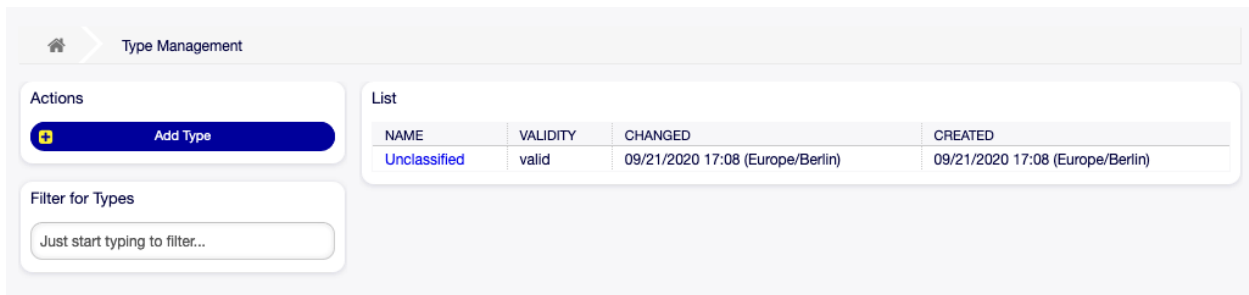 Type Management
Actions
Add Type
Filter for Types
Just start typing to filter...
List
NAME VALIDITY CHANGED CREATED
Unclassified valid 09/21/2020 17:08 (Europe/Berlin) 09/21/2020 17:08 (Europe/Berlin)